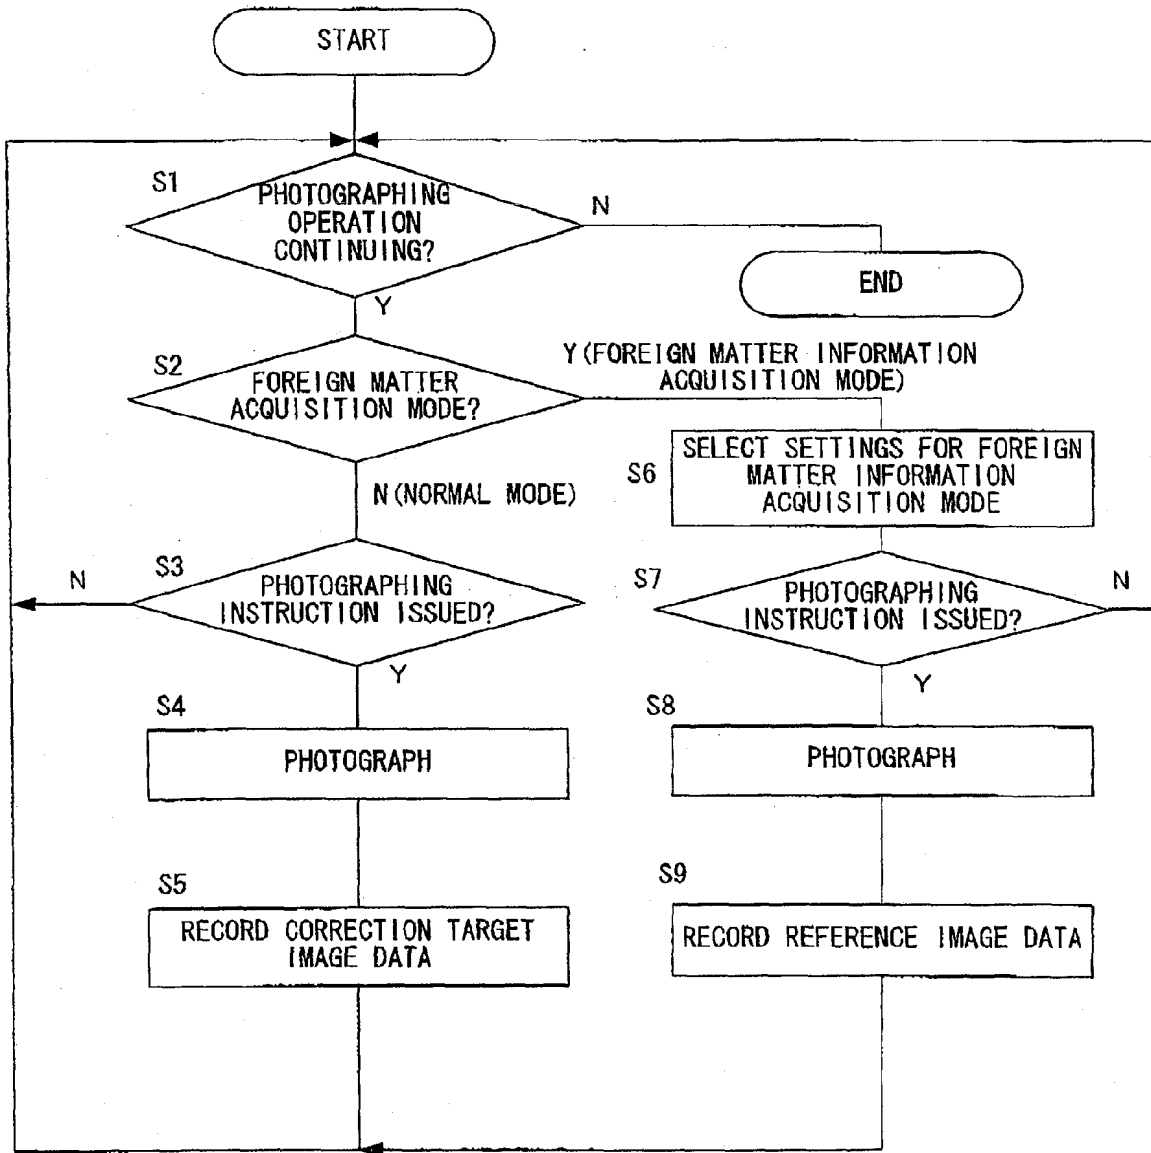 START
S1
PHOTOGRAPHING
OPERATION
CONTINUING?
N
END
Y
S2
FOREIGN MATTER
ACQUISITION MODE?
Y(FOREIGN MATTER INFORMATION
ACQUISITION MODE)
S6
SELECT SETTINGS FOR FOREIGN
MATTER INFORMATION
ACQUISITION MODE
N(NORMAL MODE)
S3
N
PHOTOGRAPHING
INSTRUCTION ISSUED?
S7
PHOTOGRAPHING
INSTRUCTION ISSUED?
N
Y
Y
S4
PHOTOGRAPH
S8
PHOTOGRAPH
S5
RECORD CORRECTION TARGET
IMAGE DATA
S9
RECORD REFERENCE IMAGE DATA